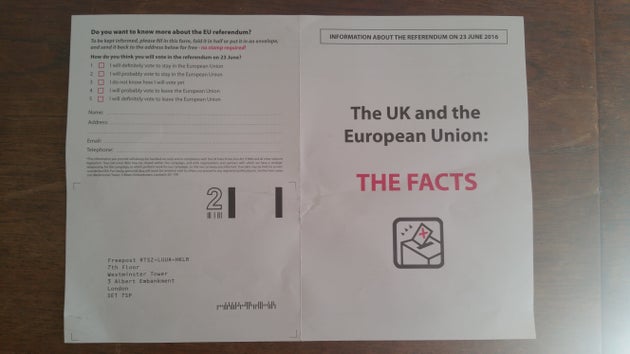 Do you want to know more about the EU referendum?
To be kept informed, please fill in this form, fold it in half or put it in an envelope,
and send it back to the address below for free - no stamp required!
How do you think you will vote in the referendum on 23 June?
1 I will definitely vote to stay in the European Union
2 I will probably vote to stay in the European Union
3 I do not know how I will vote yet
4 I will probably vote to leave the European Union
5 I will definitely vote to leave the European Union
Name:
Address:
Email:
Telephone:
2
Freepost RTSZ-LGUA-
7th Floor
Westminster Tower
3 Albert Embankment
London
SE1 7SP
INFORMATION ABOUT THE REFERENDUM ON 23 JUNE 2016
The UK and the
European Union:
THE FACTS